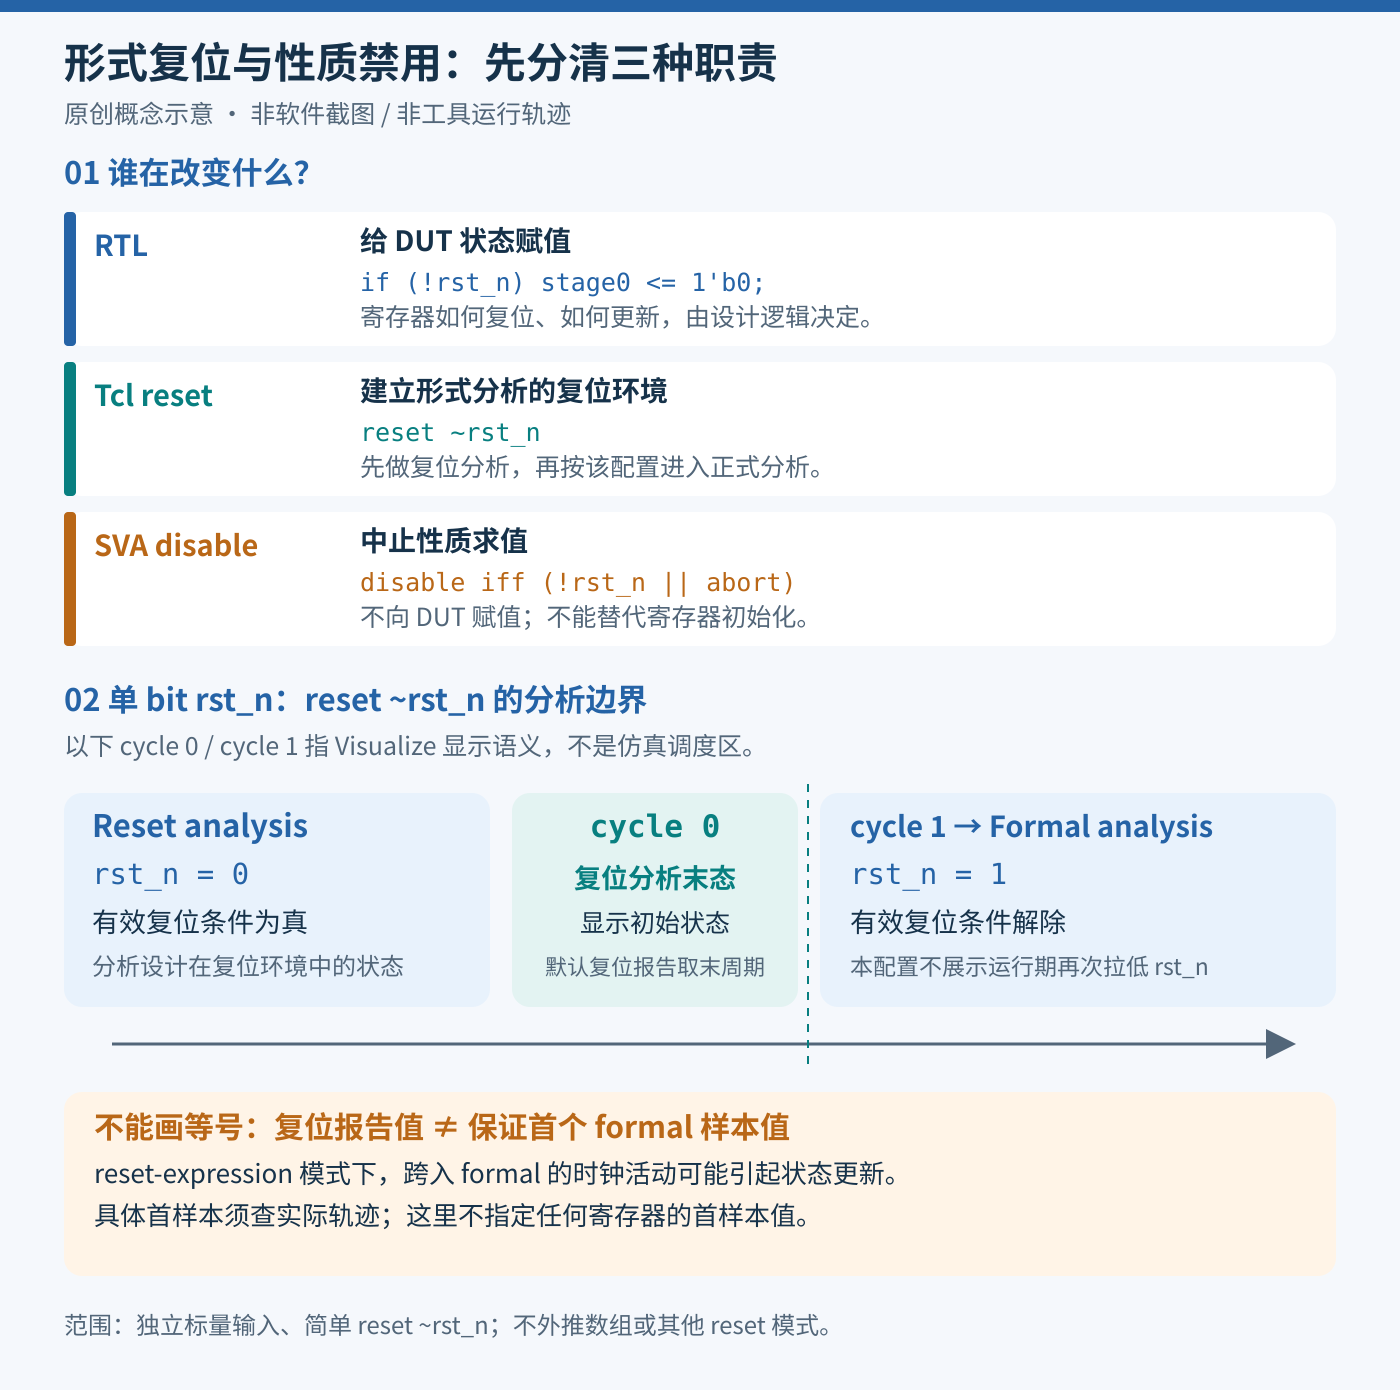 形式复位与性质禁用：先分清三种职责
原创概念示意 · 非软件截图 / 非工具运行轨迹
01 谁在改变什么？
RTL
给 DUT 状态赋值
if (!rst_n) stage0 <= 1'b0;
寄存器如何复位、如何更新，由设计逻辑决定。
Tcl reset
建立形式分析的复位环境
reset ~rst_n
先做复位分析，再按该配置进入正式分析。
SVA disable
中止性质求值
disable iff (!rst_n || abort)
不向 DUT 赋值；不能替代寄存器初始化。
02 单 bit rst_n：reset ~rst_n 的分析边界
以下 cycle 0 / cycle 1 指 Visualize 显示语义，不是仿真调度区。
Reset analysis
rst_n = 0
有效复位条件为真
分析设计在复位环境中的状态
cycle 0
复位分析末态
显示初始状态
默认复位报告取末周期
cycle 1 → Formal analysis
rst_n = 1
有效复位条件解除
本配置不展示运行期再次拉低 rst_n
不能画等号：复位报告值 ≠ 保证首个 formal 样本值
reset-expression 模式下，跨入 formal 的时钟活动可能引起状态更新。
具体首样本须查实际轨迹；这里不指定任何寄存器的首样本值。
范围：独立标量输入、简单 reset ~rst_n；不外推数组或其他 reset 模式。